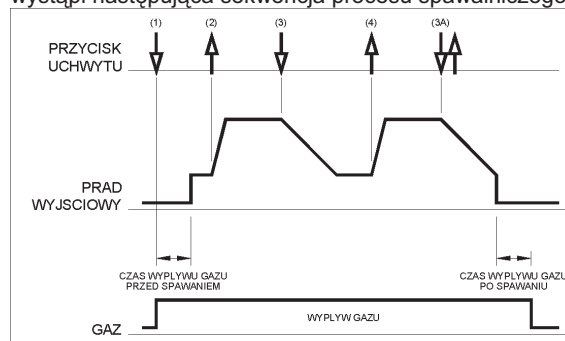 wystąpi następująca sekwencja procesu spawalniczego
(1) (2) (3) (4) (3A)
PRZYCISK
UCHWYTU
PRAD
WYJSCIOWY
CZAS WYPLYWU GAZU
PRZED SPAWANIEM
CZAS WYPLYWU GAZU
PO SPAWANIU
WYPLYW GAZU
GAZ